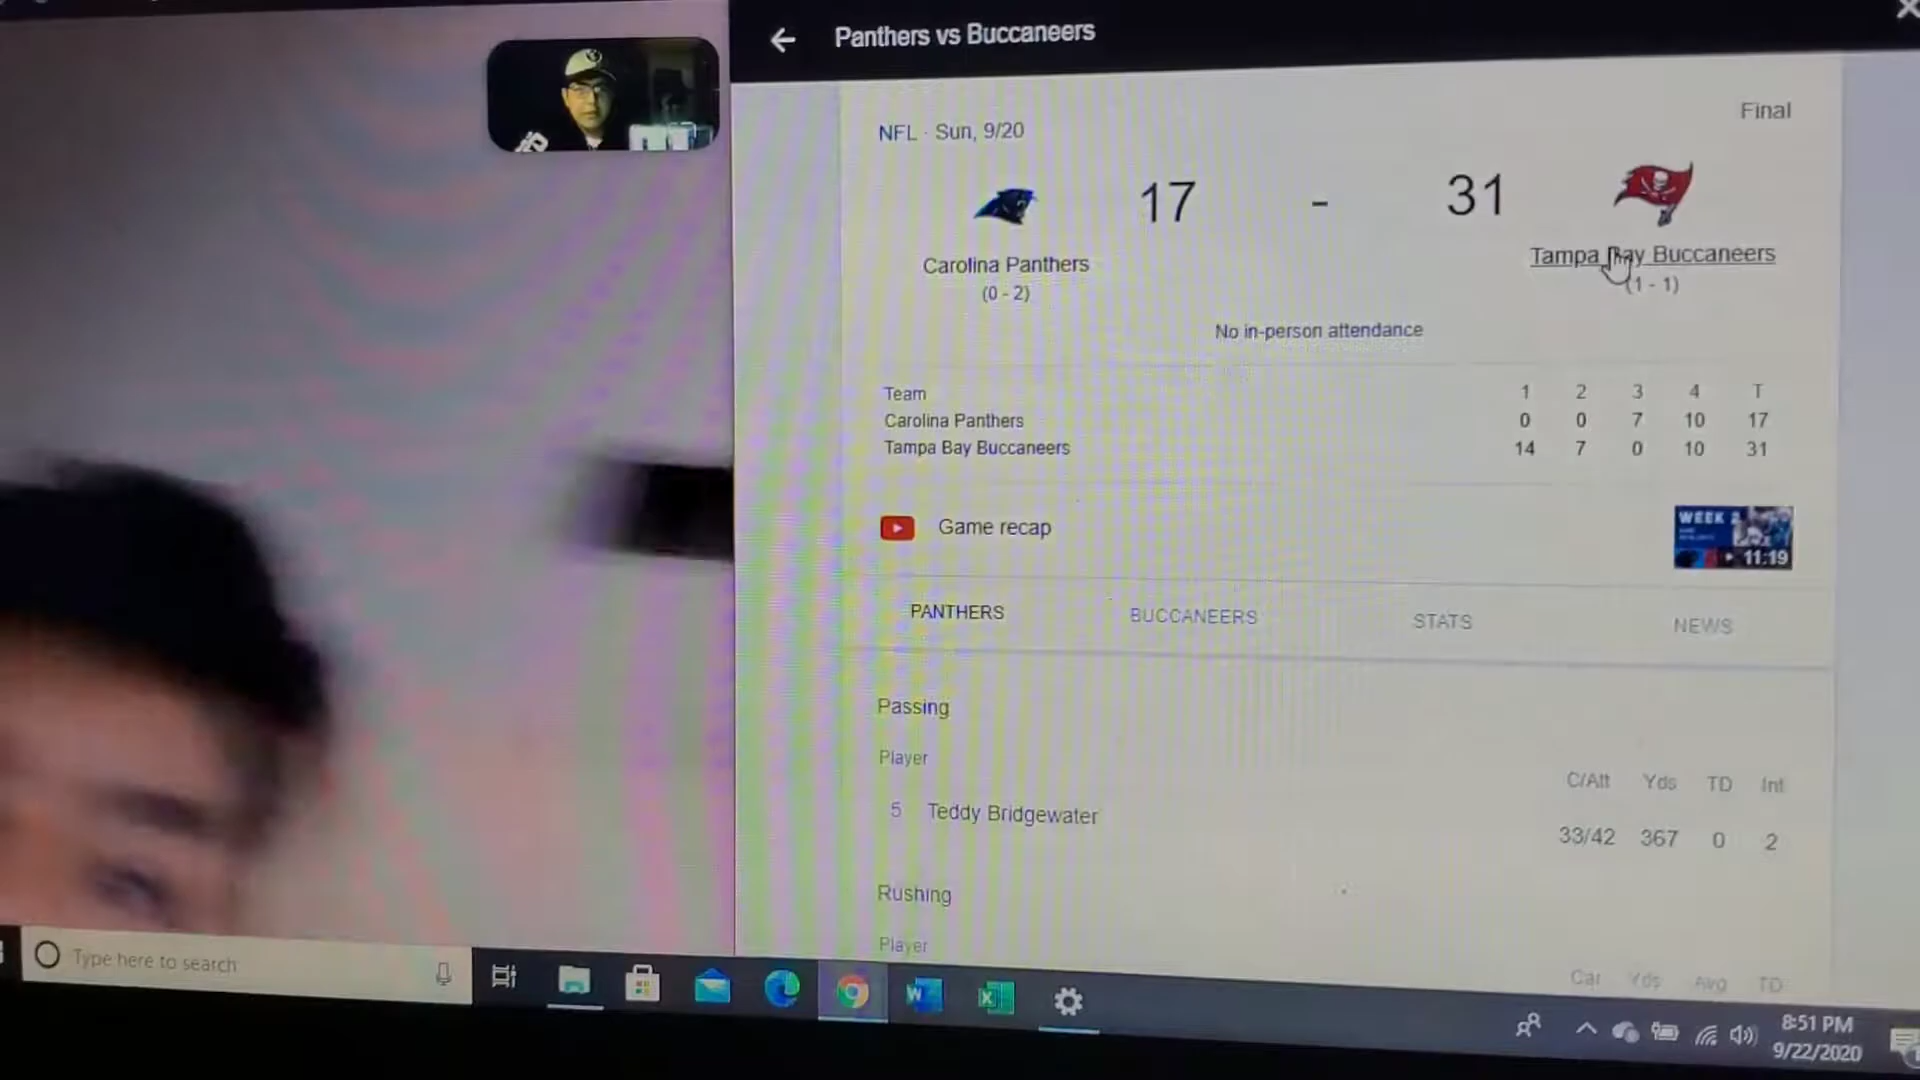 Panthers vs Buccaneers
NFL · Sun, 9/20
Final
17 - 31
Carolina Panthers
(0 - 2)
Tampa Bay Buccaneers
(1 - 1)
No in-person attendance
Team 1 2 3 4 T
Carolina Panthers 0 0 7 10 17
Tampa Bay Buccaneers 14 7 0 10 31
Game recap
WEEK 2
11:19
PANTHERS BUCCANEERS STATS NEWS
Passing
Player C/Att Yds TD Int
5 Teddy Bridgewater 33/42 367 0 2
Rushing
Player Car Yds Avg TD
Type here to search
8:51 PM
9/22/2020